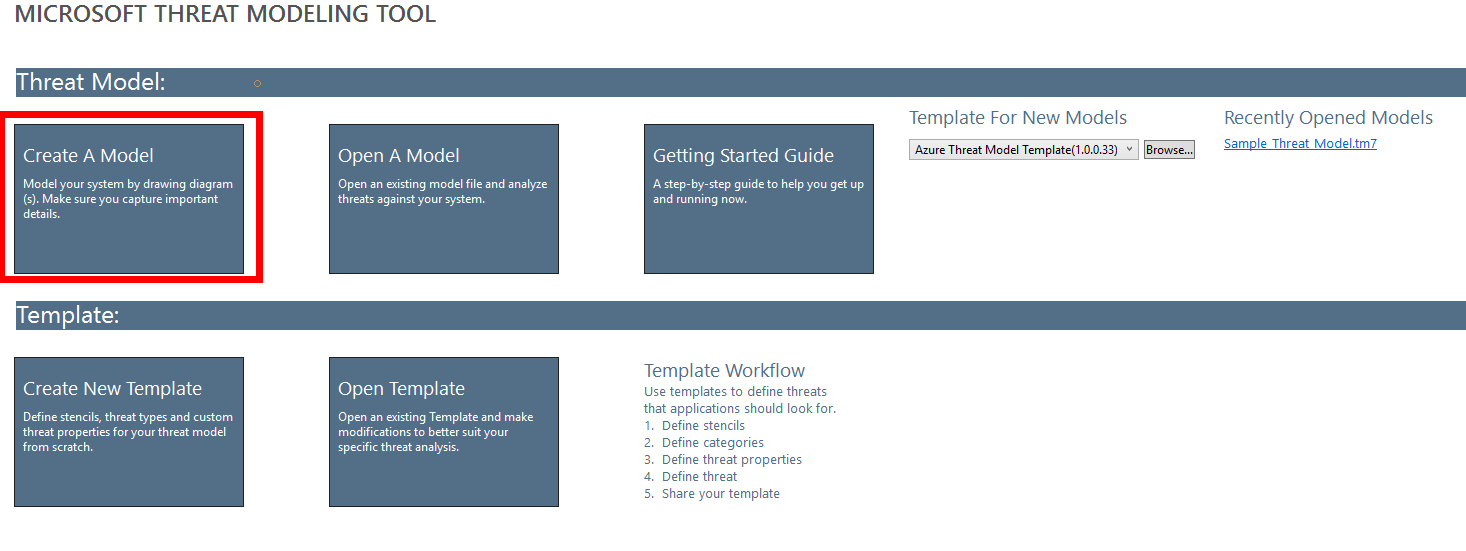 MICROSOFT THREAT MODELING TOOL
Threat Model:
Create A Model
Model your system by drawing diagram
(s). Make sure you capture important
details.
Open A Model
Open an existing model file and analyze
threats against your system.
Getting Started Guide
A step-by-step guide to help you get up
and running now.
Template For New Models
Azure Threat Model Template(1.0.0.33)
Browse...
Recently Opened Models
Sample Threat Model.tm7
Template:
Create New Template
Define stencils, threat types and custom
threat properties for your threat model
from scratch.
Open Template
Open an existing Template and make
modifications to better suit your
specific threat analysis.
Template Workflow
Use templates to define threats
that applications should look for.
1. Define stencils
2. Define categories
3. Define threat properties
4. Define threat
5. Share your template